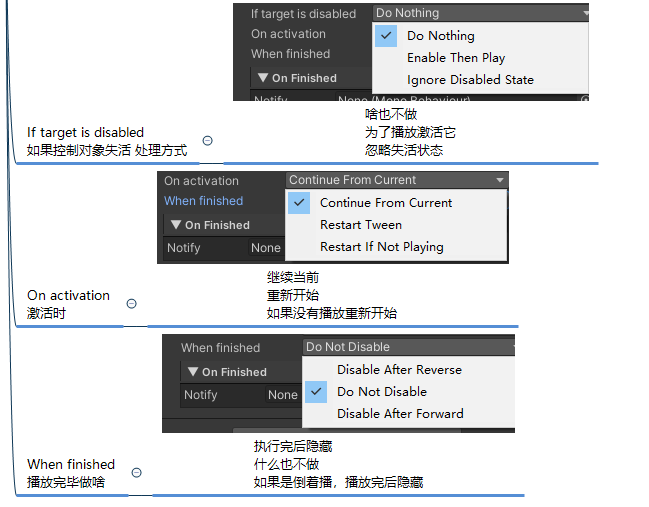 If target is disabled Do Nothing
On activation
Do Nothing
When finished
Enable Then Play
On Finished
Ignore Disabled State
Notify None (Mono Behaviour)
啥也不做
If target is disabled
为了播放激活它
如果控制对象失活 处理方式
忽略失活状态
On activation Continue From Current
When finished
Continue From Current
On Finished
Restart Tween
Notify None
Restart If Not Playing
继续当前
On activation
重新开始
激活时
如果没有播放重新开始
When finished Do Not Disable
On Finished
Disable After Reverse
Notify None
Do Not Disable
Disable After Forward
执行完后隐藏
When finished
什么也不做
播放完毕做啥
如果是倒着播，播放完后隐藏